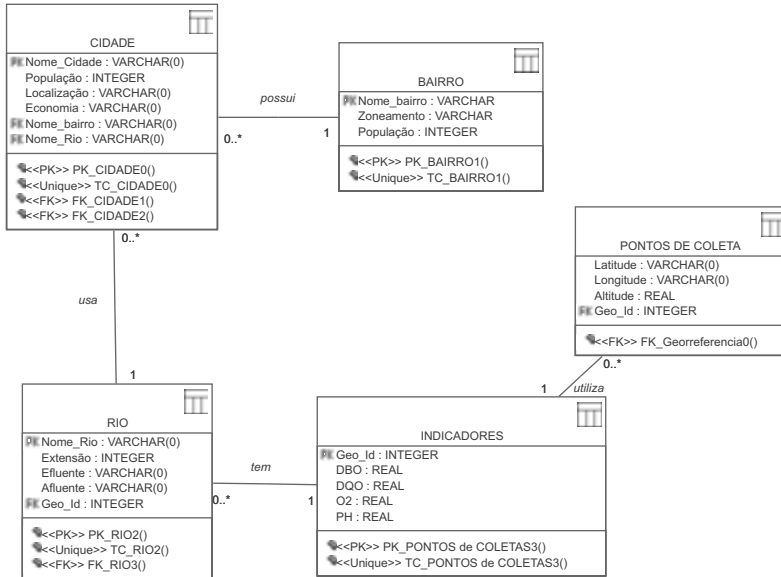 CIDADE
PK Nome_Cidade : VARCHAR(0)
População : INTEGER
Localização : VARCHAR(0)
Economia : VARCHAR(0)
FK Nome_bairro : VARCHAR(0)
FK Nome_Rio : VARCHAR(0)
<<PK>> PK_CIDADE0()
<<Unique>> TC_CIDADE0()
<<FK>> FK_CIDADE1()
<<FK>> FK_CIDADE2()
possui
0..*
1
BAIRRO
PK Nome_bairro : VARCHAR
Zoneamento : VARCHAR
População : INTEGER
<<PK>> PK_BAIRRO1()
<<Unique>> TC_BAIRRO1()
0..*
usa
1
PONTOS DE COLETA
Latitude : VARCHAR(0)
Longitude : VARCHAR(0)
Altitude : REAL
FK Geo_Id : INTEGER
<<FK>> FK_Georreferencia0()
0..*
1
utiliza
RIO
PK Nome_Rio : VARCHAR(0)
Extensão : INTEGER
Efluente : VARCHAR(0)
Afluente : VARCHAR(0)
FK Geo_Id : INTEGER
<<PK>> PK_RIO2()
<<Unique>> TC_RIO2()
<<FK>> FK_RIO3()
tem
0..*
1
INDICADORES
PK Geo_Id : INTEGER
DBO : REAL
DQO : REAL
O2 : REAL
PH : REAL
<<PK>> PK_PONTOS de COLETAS3()
<<Unique>> TC_PONTOS de COLETAS3()